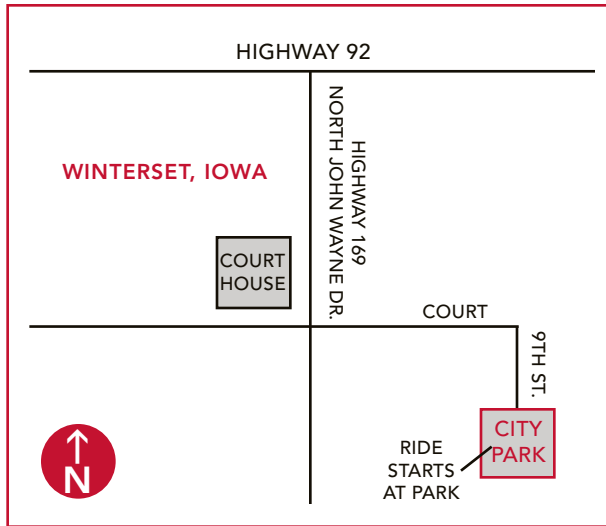 HIGHWAY 92
WINTERSET, IOWA
HIGHWAY 169
NORTH JOHN WAYNE DR.
COURT
HOUSE
COURT
9TH ST.
CITY
PARK
RIDE
STARTS
AT PARK
N